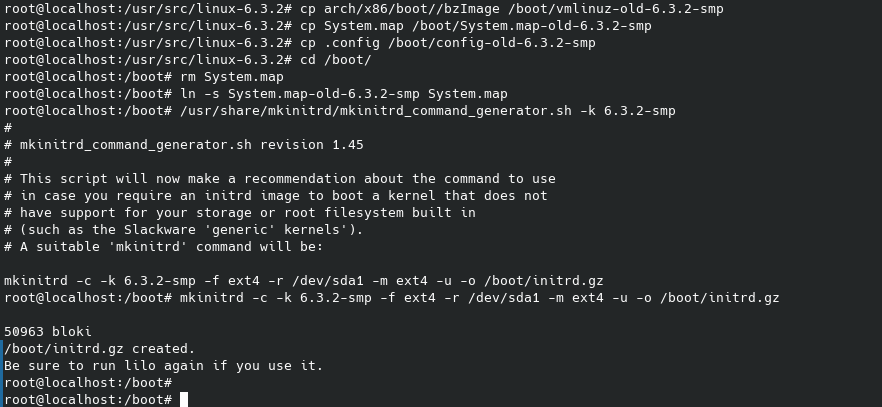 root@localhost:/usr/src/linux-6.3.2# cp arch/x86/boot//bzImage /boot/vmlinuz-old-6.3.2-smp
root@localhost:/usr/src/linux-6.3.2# cp System.map /boot/System.map-old-6.3.2-smp
root@localhost:/usr/src/linux-6.3.2# cp .config /boot/config-old-6.3.2-smp
root@localhost:/usr/src/linux-6.3.2# cd /boot/
root@localhost:/boot# rm System.map
root@localhost:/boot# ln -s System.map-old-6.3.2-smp System.map
root@localhost:/boot# /usr/share/mkinitrd/mkinitrd_command_generator.sh -k 6.3.2-smp
#
# mkinitrd_command_generator.sh revision 1.45
#
# This script will now make a recommendation about the command to use
# in case you require an initrd image to boot a kernel that does not
# have support for your storage or root filesystem built in
# (such as the Slackware 'generic' kernels').
# A suitable 'mkinitrd' command will be:

mkinitrd -c -k 6.3.2-smp -f ext4 -r /dev/sda1 -m ext4 -u -o /boot/initrd.gz
root@localhost:/boot# mkinitrd -c -k 6.3.2-smp -f ext4 -r /dev/sda1 -m ext4 -u -o /boot/initrd.gz

50963 bloki
/boot/initrd.gz created.
Be sure to run lilo again if you use it.
root@localhost:/boot#
root@localhost:/boot#